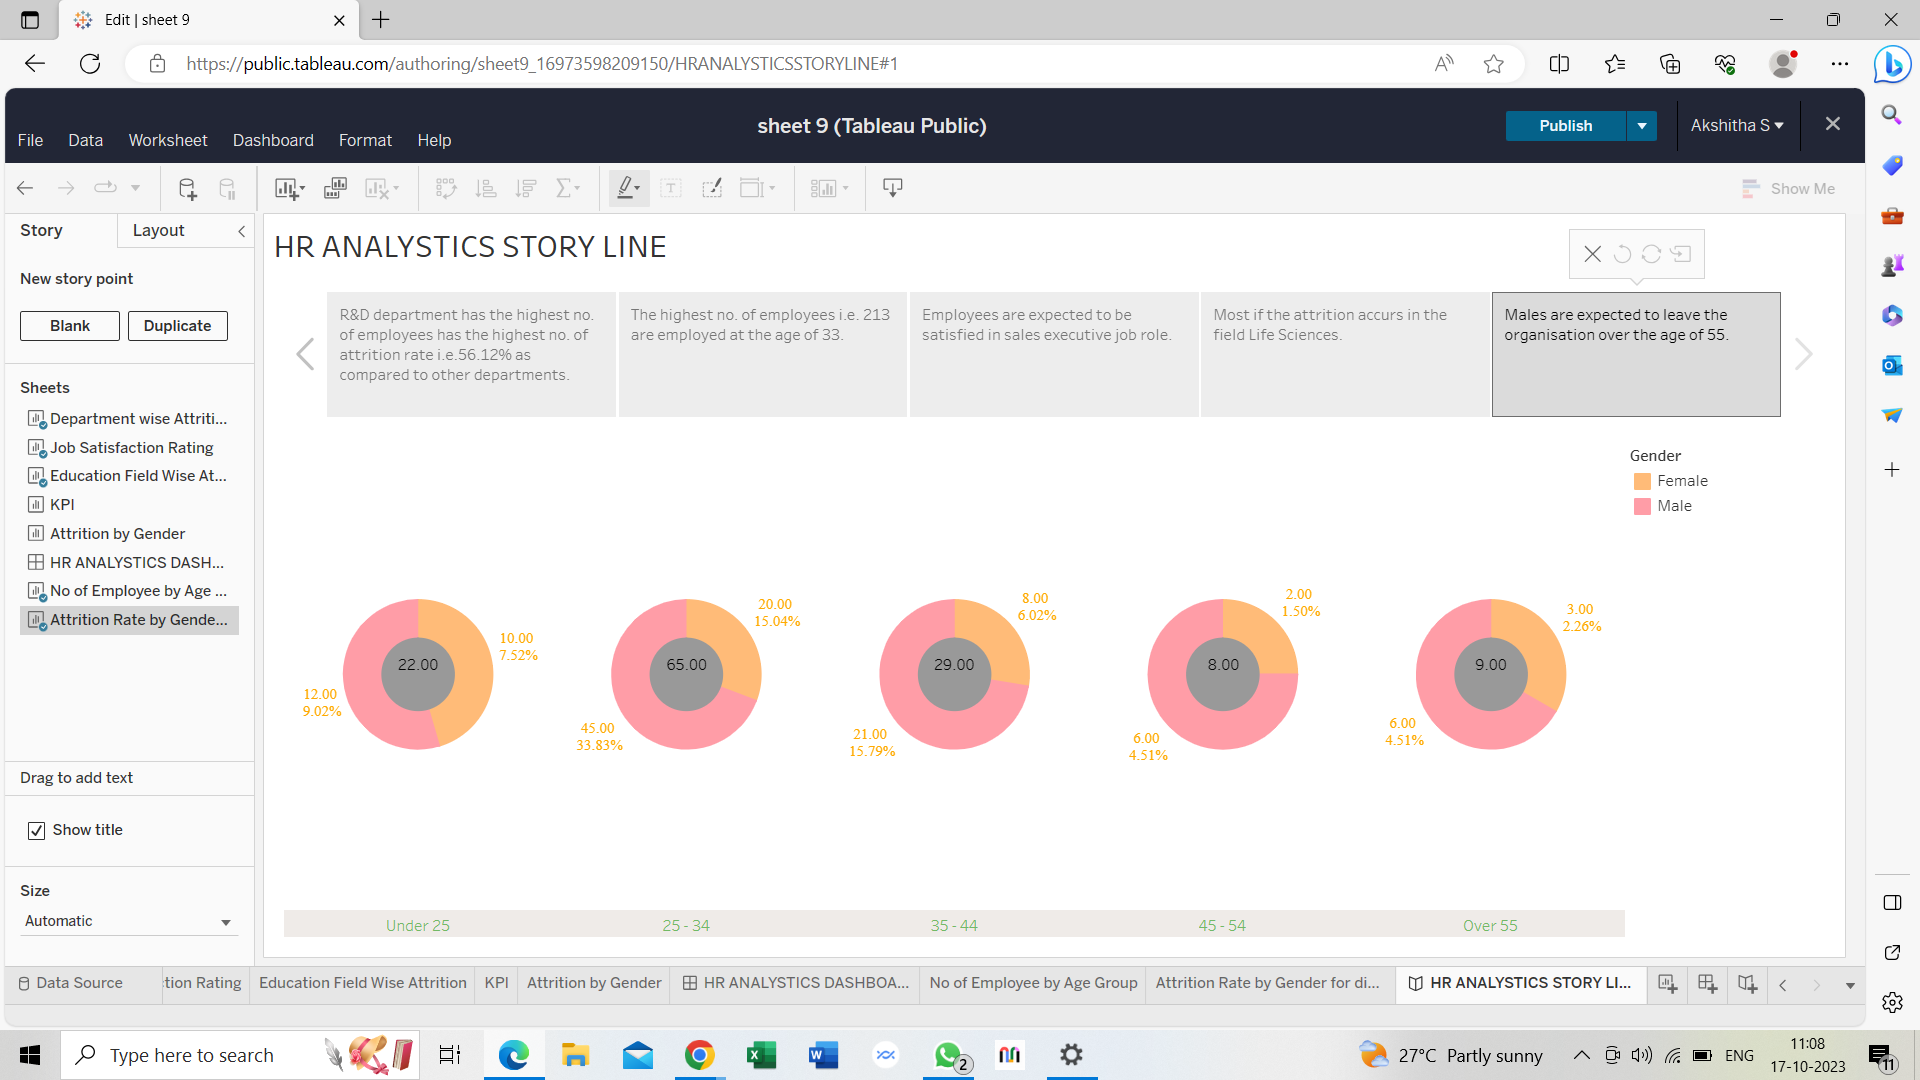 Edit | sheet 9
https://public.tableau.com/authoring/sheet9_16973598209150/HRANALYSTICSSTORYLINE#1
sheet 9 (Tableau Public)
Publish
Akshitha S
File Data Worksheet Dashboard Format Help
Show Me
Story
Layout
New story point
Blank
Duplicate
Sheets
Department wise Attriti...
Job Satisfaction Rating
Education Field Wise At...
KPI
Attrition by Gender
HR ANALYSTICS DASH...
No of Employee by Age ...
Attrition Rate by Gende...
Drag to add text
Show title
Size
Automatic
HR ANALYSTICS STORY LINE
R&D department has the highest no.
of employees has the highest no. of
attrition rate i.e.56.12% as
compared to other departments.
The highest no. of employees i.e. 213
are employed at the age of 33.
Employees are expected to be
satisfied in sales executive job role.
Most if the attrition accurs in the
field Life Sciences.
Males are expected to leave the
organisation over the age of 55.
Gender
Female
Male
10.00
7.52%
22.00
12.00
9.02%
20.00
15.04%
65.00
45.00
33.83%
8.00
6.02%
29.00
21.00
15.79%
2.00
1.50%
8.00
6.00
4.51%
3.00
2.26%
9.00
6.00
4.51%
Under 25
25 - 34
35 - 44
45 - 54
Over 55
Data Source
tion Rating
Education Field Wise Attrition
KPI
Attrition by Gender
HR ANALYSTICS DASHBOA...
No of Employee by Age Group
Attrition Rate by Gender for di...
HR ANALYSTICS STORY LI...
Type here to search
2
27°C Partly sunny
ENG
11:08
17-10-2023
11